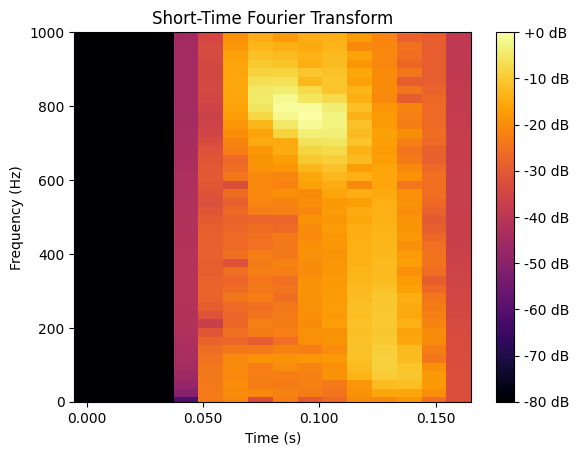 Short-Time Fourier Transform
1000
800
600
400
200
0
Frequency (Hz)
0.000
0.050
0.100
0.150
Time (s)
+0 dB
-10 dB
-20 dB
-30 dB
-40 dB
-50 dB
-60 dB
-70 dB
-80 dB